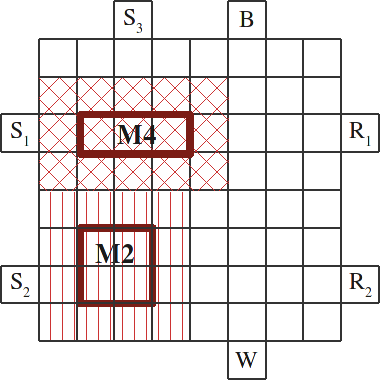 S₃ B
S₁ M4 R₁
M2
S₂ R₂
W